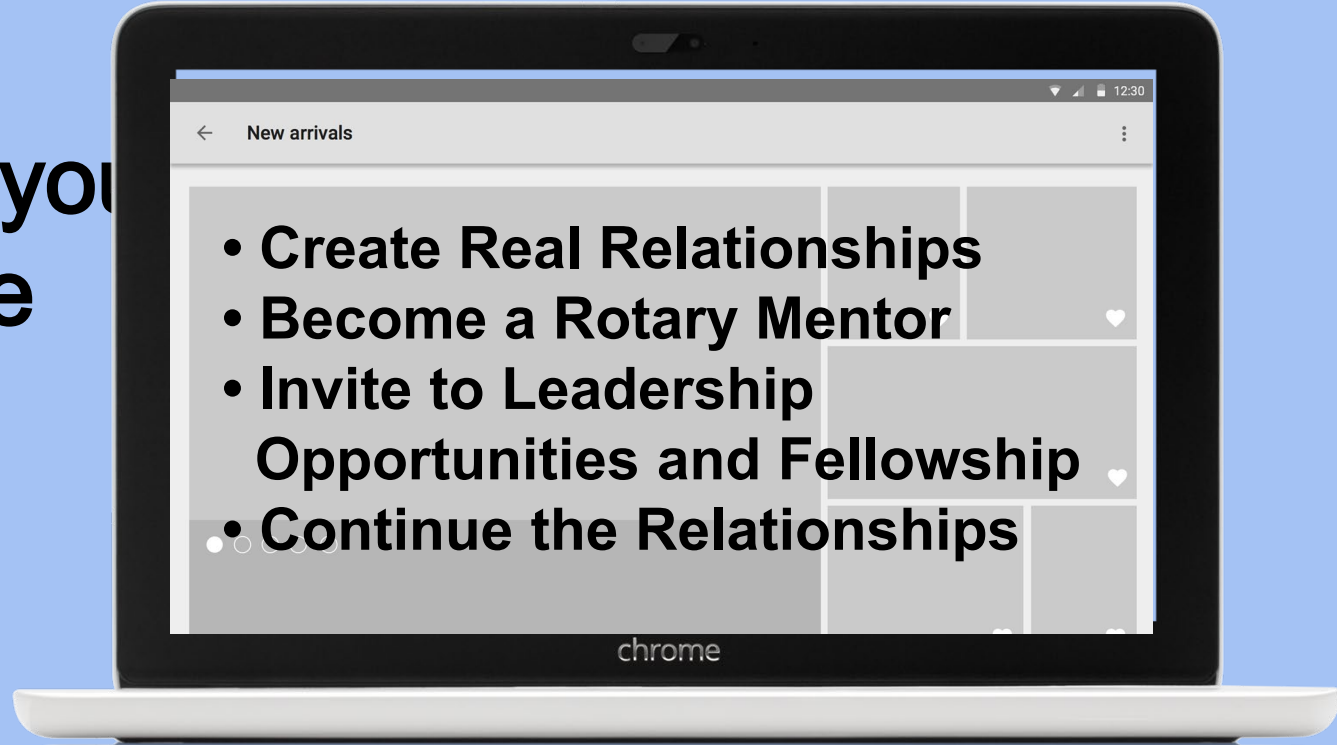 12:30
New arrivals
• Create Real Relationships
• Become a Rotary Mentor
• Invite to Leadership
Opportunities and Fellowship
• Continue the Relationships
chrome